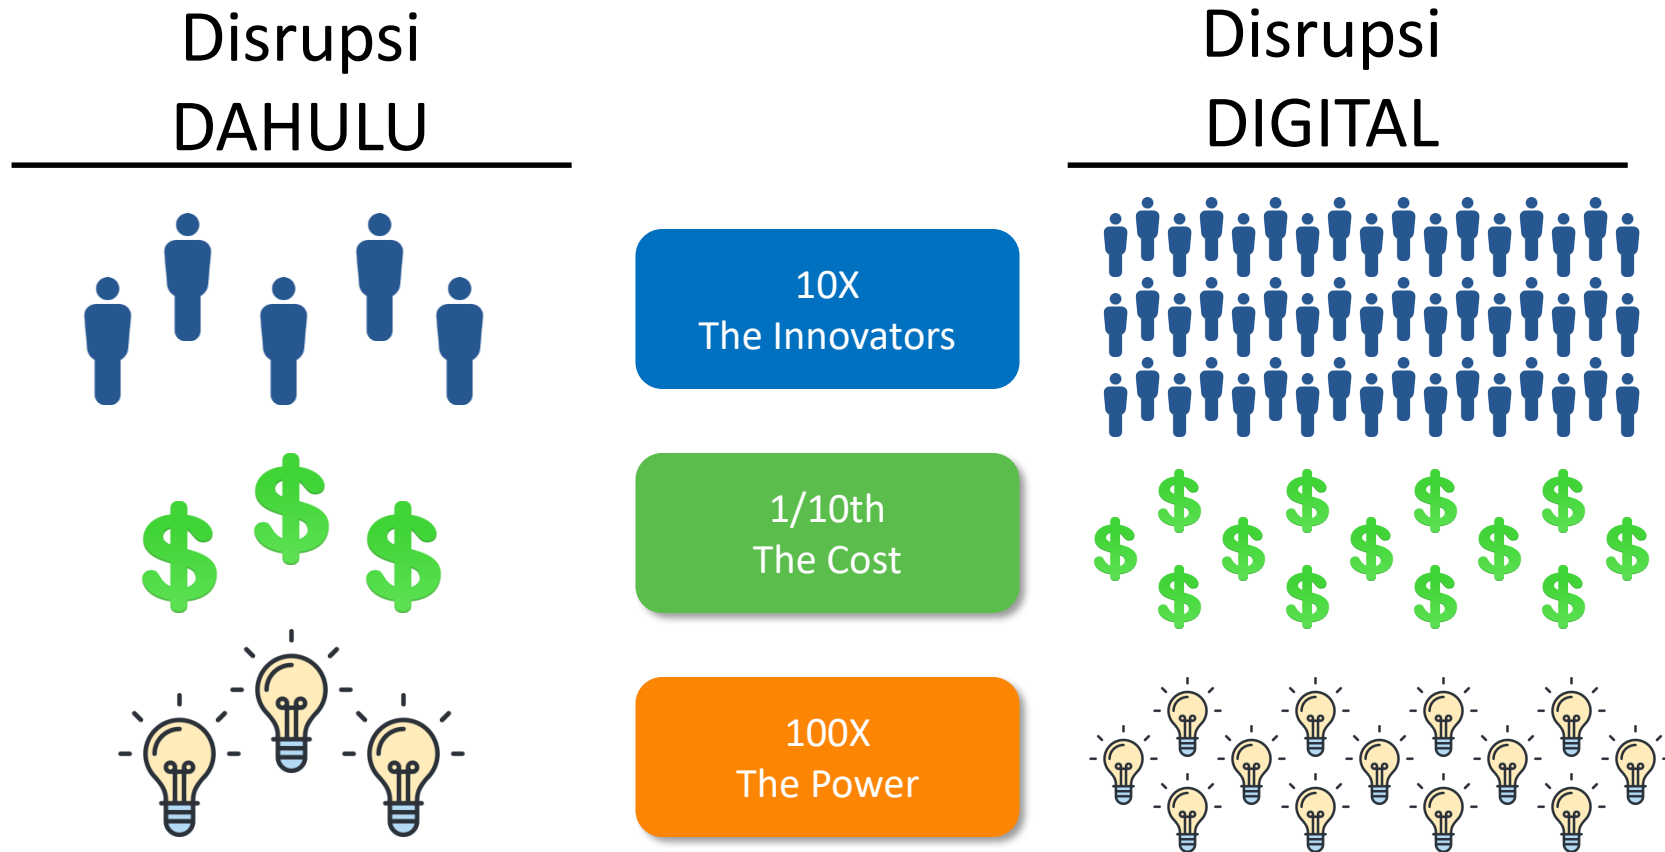 Disrupsi
DAHULU
Disrupsi
DIGITAL
10X
The Innovators
1/10th
The Cost
100X
The Power